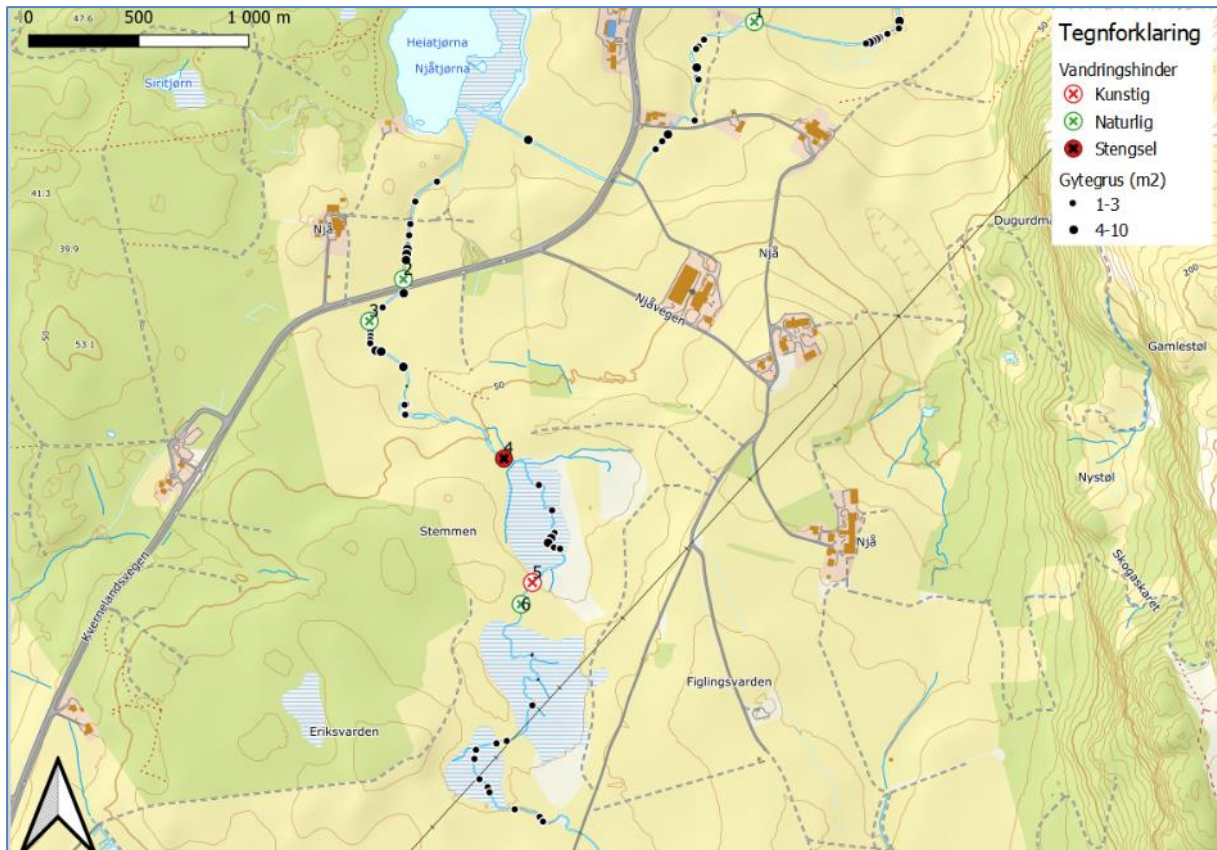 0 500 1 000 m
47.6
Heiatjørna
Njåtjørna
Siritjørn
1
50
Tegnforklaring
Vandringshinder
Kunstig
Naturlig
Stengsel
Gytegrus (m2)
1-3
4-10
41.3
39.9
Njå
Njå
Dugurdm
200
2
3
Njåvegen
50
53.1
50
Gamlestøl
4
Stemmen
Nystøl
Njå
Skogaskaret
5
6
Kvernelandsvegen
Figlingsvarden
Eriksvarden